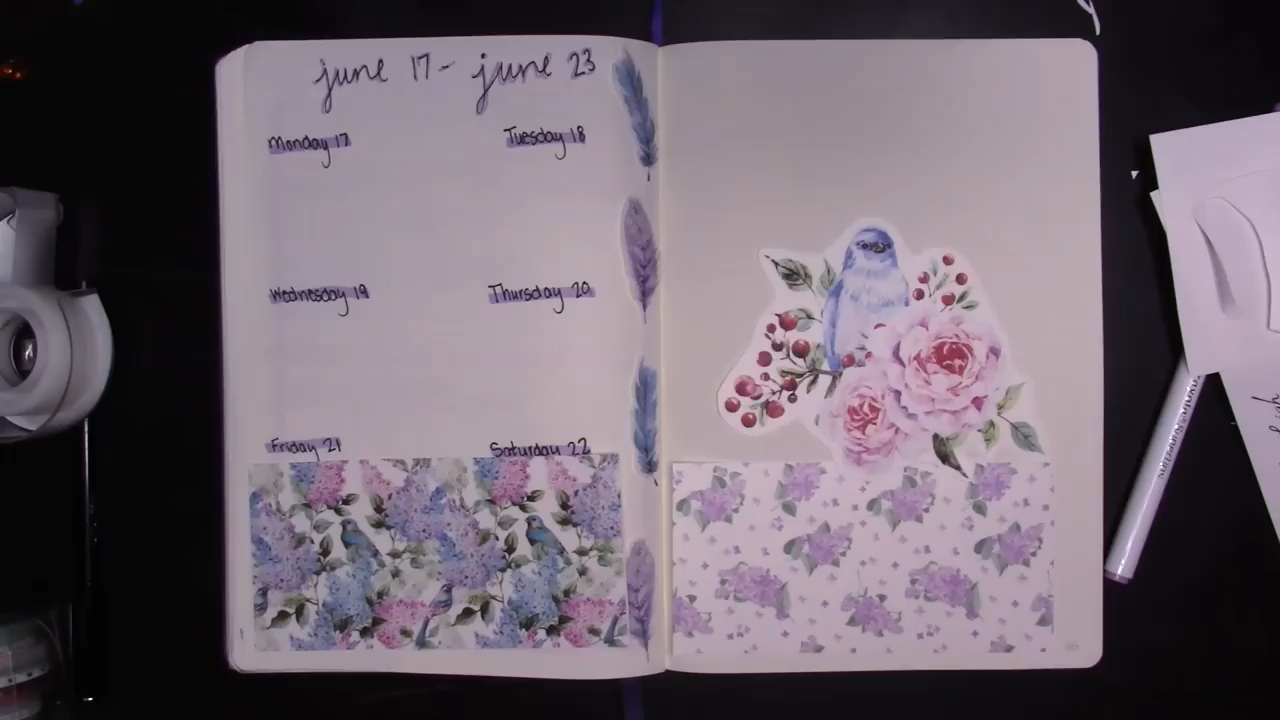 june 17 - june 23
Monday 17
Tuesday 18
Wednesday 19
Thursday 20
Friday 21
Saturday 22